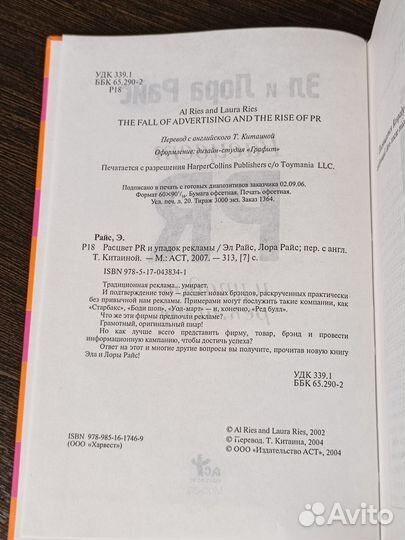 УДК 339.1
ББК 65.290-2
Р18
Al Ries and Laura Ries
THE FALL OF ADVERTISING AND THE RISE OF PR
Перевод с английского Т. Китаиной
Оформление: дизайн-студия «Графит»
Печатается с разрешения HarperCollins Publishers c/o Toymania LLC.
Подписано в печать с готовых диапозитивов заказчика 02.09.06.
Формат 60×90¹/₁₆. Бумага офсетная. Печать офсетная.
Усл. печ. л. 20. Тираж 3000 экз. Заказ 1364.
Райс, Э.
Р18 Расцвет PR и упадок рекламы / Эл Райс, Лора Райс; пер. с англ.
Т. Китаиной. — М.: АСТ, 2007. — 313, [7] с.
ISBN 978-5-17-043834-1
Традиционная реклама... умирает.
И подтверждение тому — расцвет новых брэндов, раскрученных практически
без привычной нам рекламы. Примерами могут послужить такие компании, как
«Старбакс», «Боди шоп», «Уол-март» — и, конечно, «Ред булл».
Что же эти фирмы предпочли рекламе?
Грамотный, оригинальный пиар!
Но как лучше всего представить фирму, товар, брэнд и провести
информационную кампанию, чтобы достичь успеха?
Ответ на этот и многие другие вопросы вы получите, прочитав новую книгу
Эла и Лоры Райс!
УДК 339.1
ББК 65.290-2
© Al Ries and Laura Ries, 2002
ISBN 978-985-16-1746-9
© Перевод. Т. Китаина, 2004
(ООО «Харвест»)
© ООО «Издательство АСТ», 2004
Avito